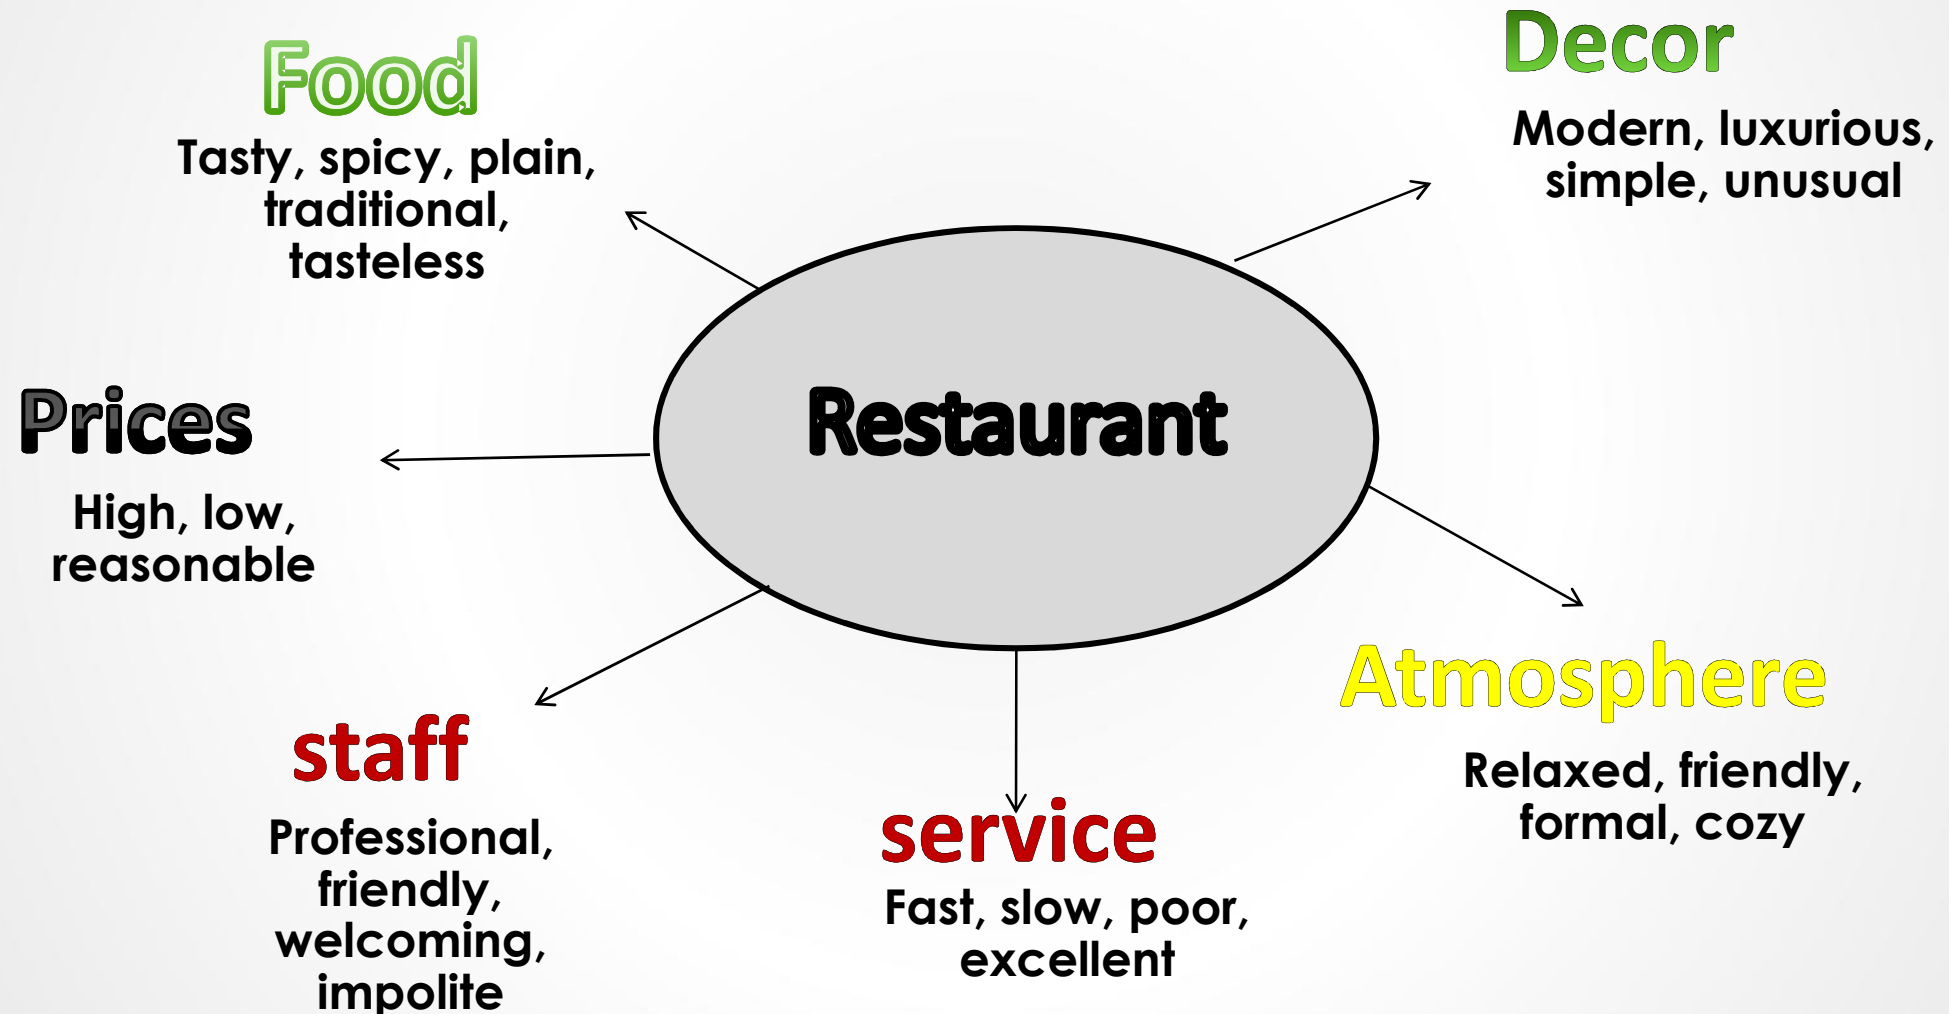 Food
Tasty, spicy, plain,
traditional,
tasteless
Decor
Modern, luxurious,
simple, unusual
Restaurant
Prices
High, low,
reasonable
Atmosphere
Relaxed, friendly,
formal, cozy
staff
Professional,
friendly,
welcoming,
impolite
service
Fast, slow, poor,
excellent